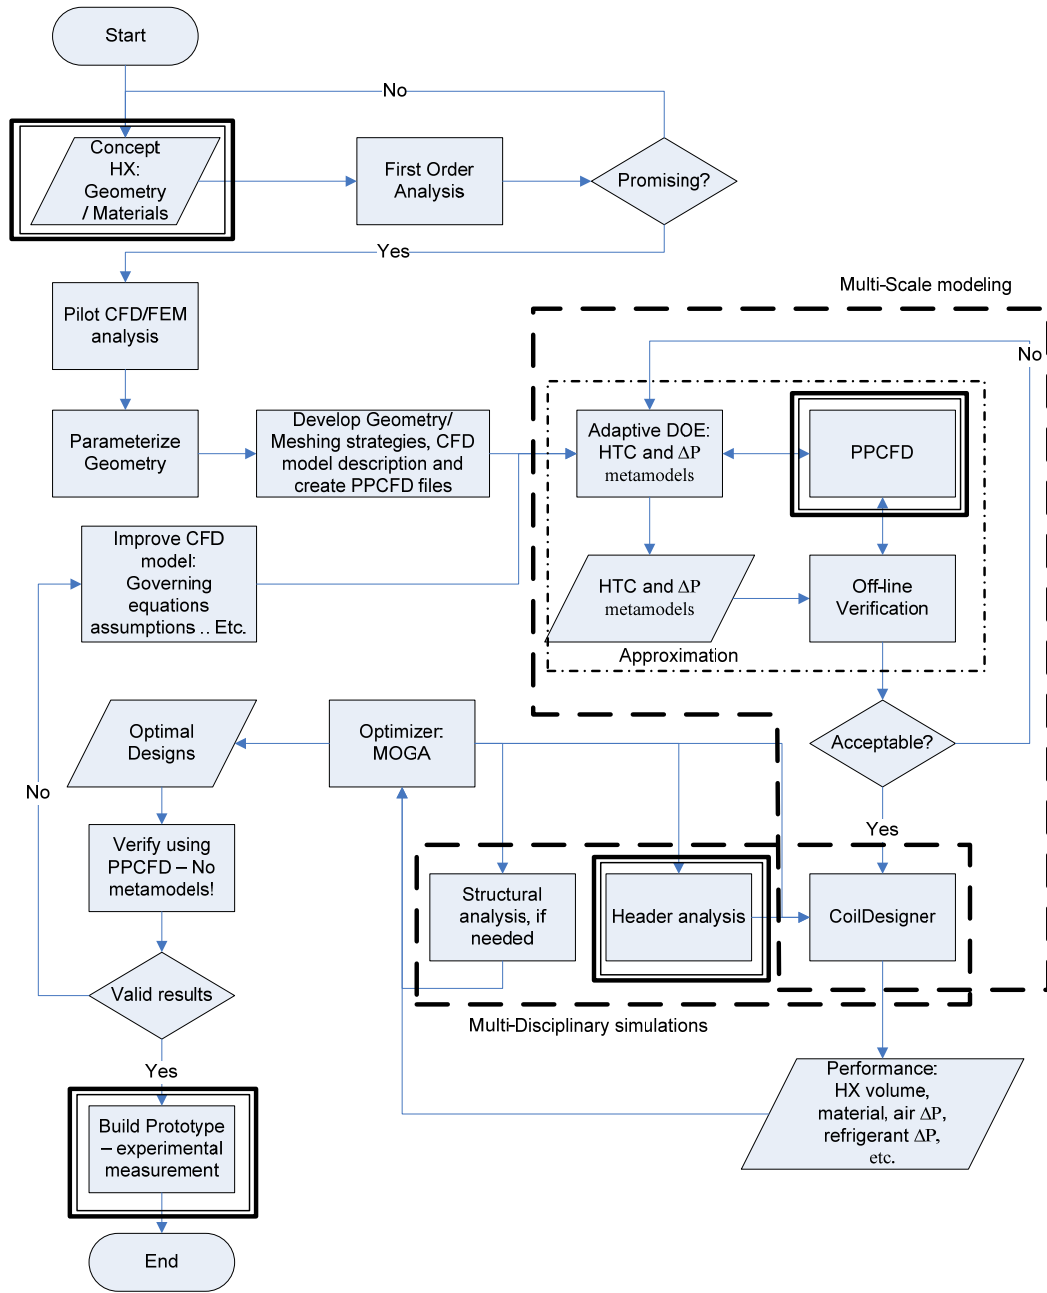 Start
No
Concept
HX:
Geometry
/ Materials
First Order
Analysis
Promising?
Yes
Pilot CFD/FEM
analysis
Multi-Scale modeling
No
Parameterize
Geometry
Develop Geometry/
Meshing strategies, CFD
model description and
create PPCFD files
Adaptive DOE:
HTC and ΔP
metamodels
PPCFD
Improve CFD
model:
Governing
equations
assumptions .. Etc.
HTC and ΔP
metamodels
Off-line
Verification
Approximation
Optimal
Designs
Optimizer:
MOGA
Acceptable?
No
Yes
Verify using
PPCFD – No
metamodels!
Structural
analysis, if
needed
Header analysis
CoilDesigner
Valid results
Multi-Disciplinary simulations
Yes
Performance:
HX volume,
material, air ΔP,
refrigerant ΔP,
etc.
Build Prototype
– experimental
measurement
End